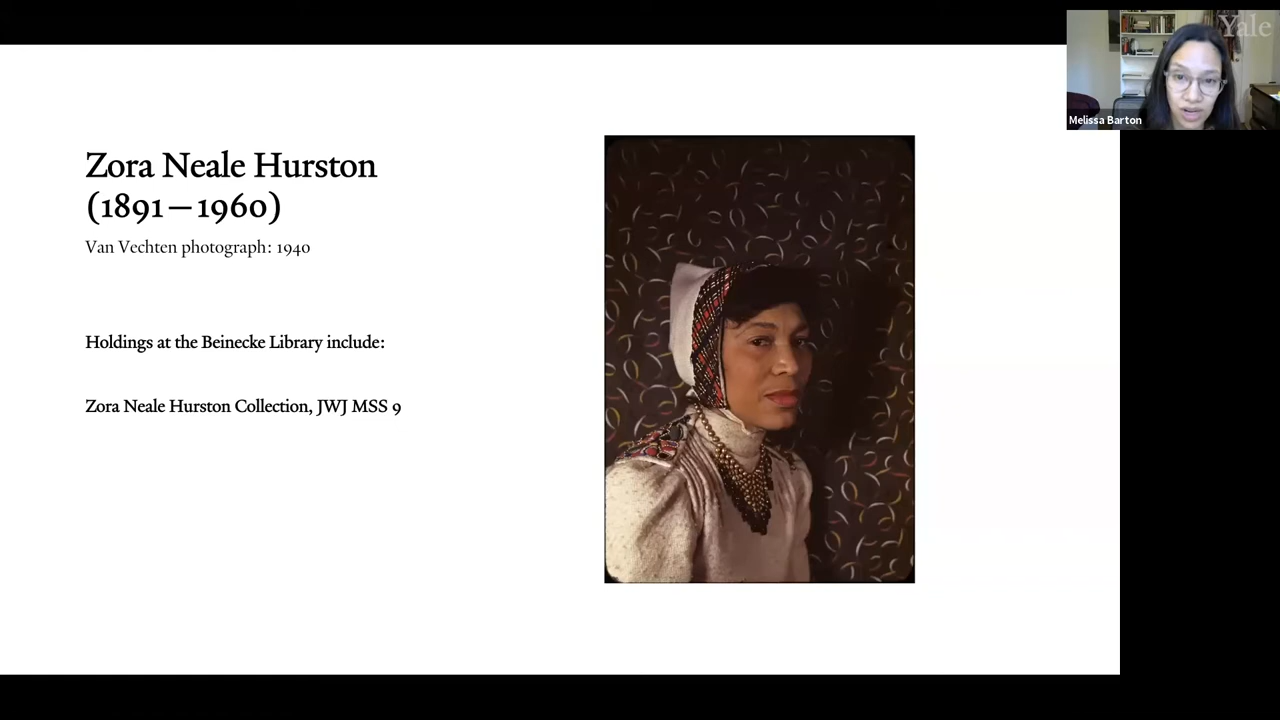 Yale
Melissa Barton
Zora Neale Hurston
(1891–1960)
Van Vechten photograph: 1940
Holdings at the Beinecke Library include:
Zora Neale Hurston Collection, JWJ MSS 9